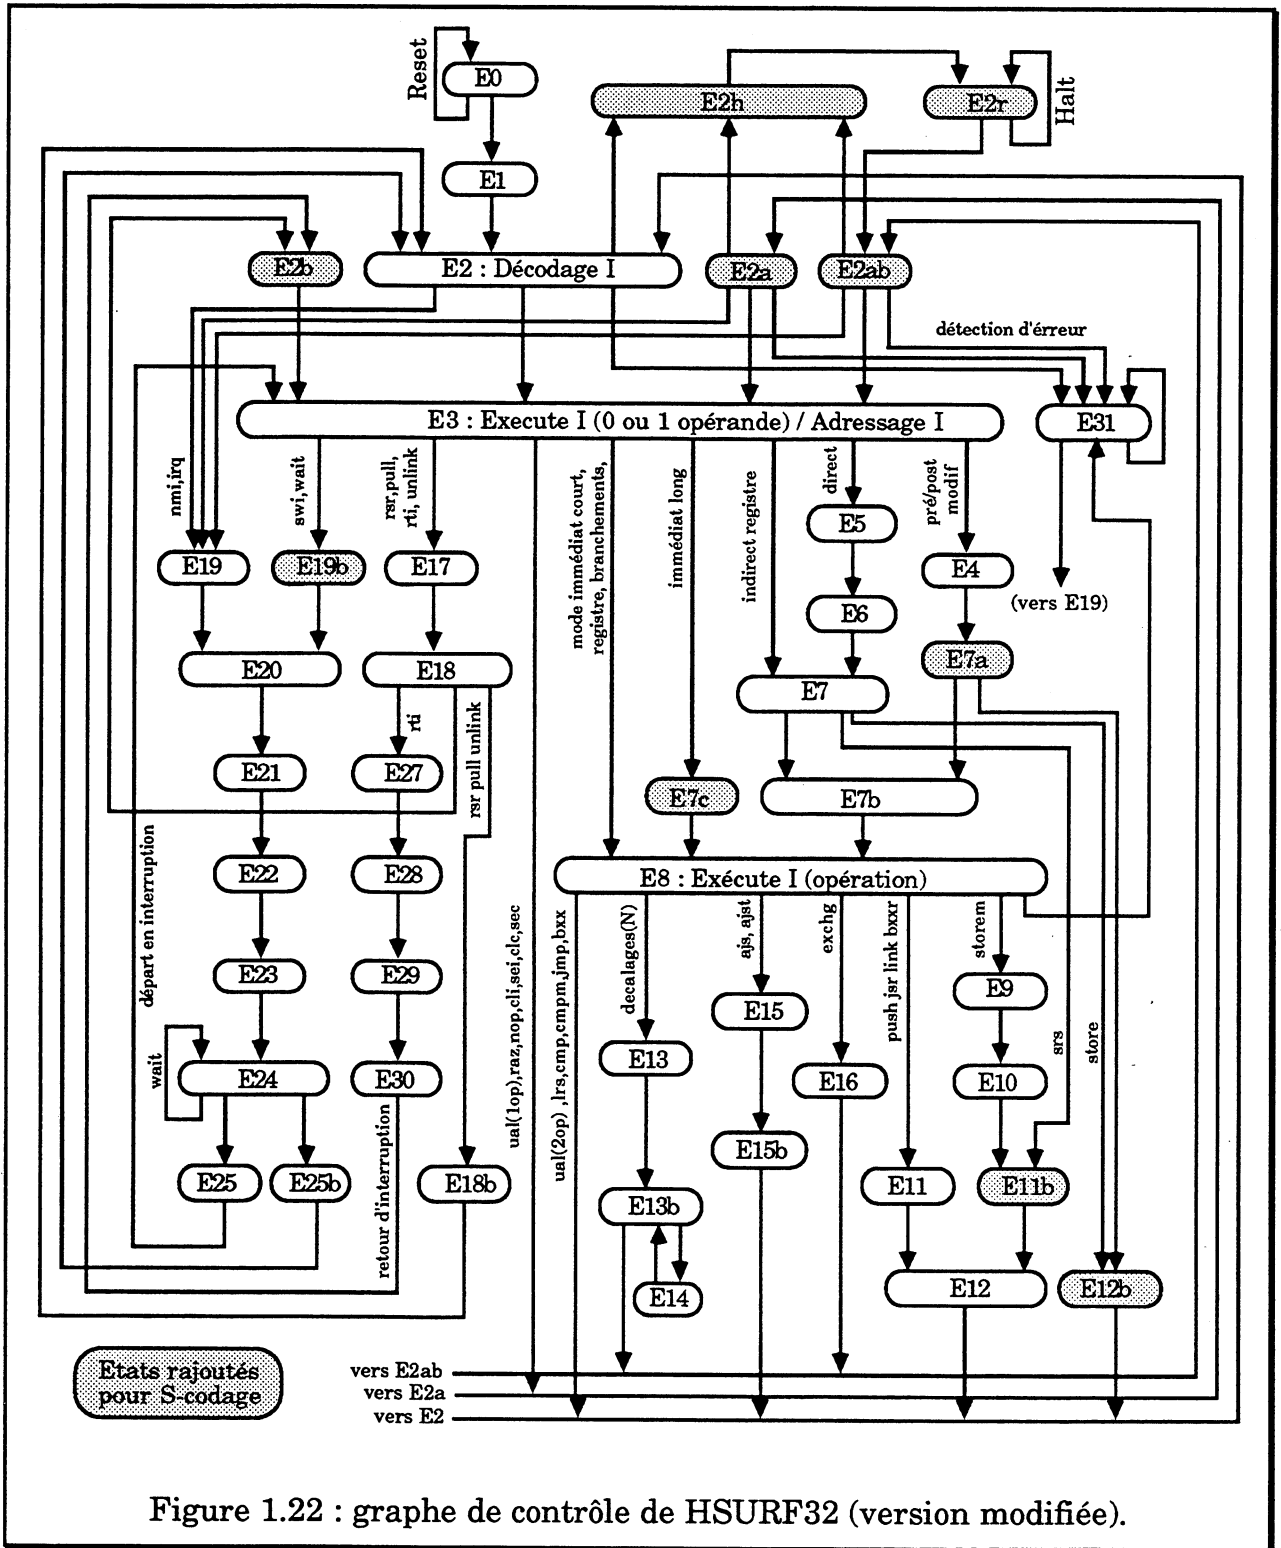 Reset
E0
E2h
E2r
Halt
E1
E2b
E2 : Décodage I
E2a
E2ab
détection d'érreur
E3 : Execute I (0 ou 1 opérande) / Adressage I
E31
nmi,irq
swi,wait
rsr,pull,
rti, unlink
mode immédiat court,
registre, branchements,
immédiat long
indirect registre
direct
pré/post
modif
E5
E19
E19b
E17
E4
(vers E19)
E6
E20
E18
E7a
E7
rti
rsr pull unlink
E21
E27
E7c
E7b
départ en interruption
E22
E28
E8 : Exécute I (opération)
ual(1op),raz,nop,cli,sei,clc,sec
ual(2op) ,lrs,cmp,cmpm,jmp,bxx
decalages(N)
ajs, ajst
exchg
push jsr link bxxr
storem
srs
store
E23
E29
E9
E15
wait
E24
E30
E13
E16
E10
retour d'interruption
E15b
E25
E25b
E18b
E13b
E11
E11b
E14
E12
E12b
Etats rajoutés
pour S-codage
vers E2ab
vers E2a
vers E2
Figure 1.22 : graphe de contrôle de HSURF32 (version modifiée).